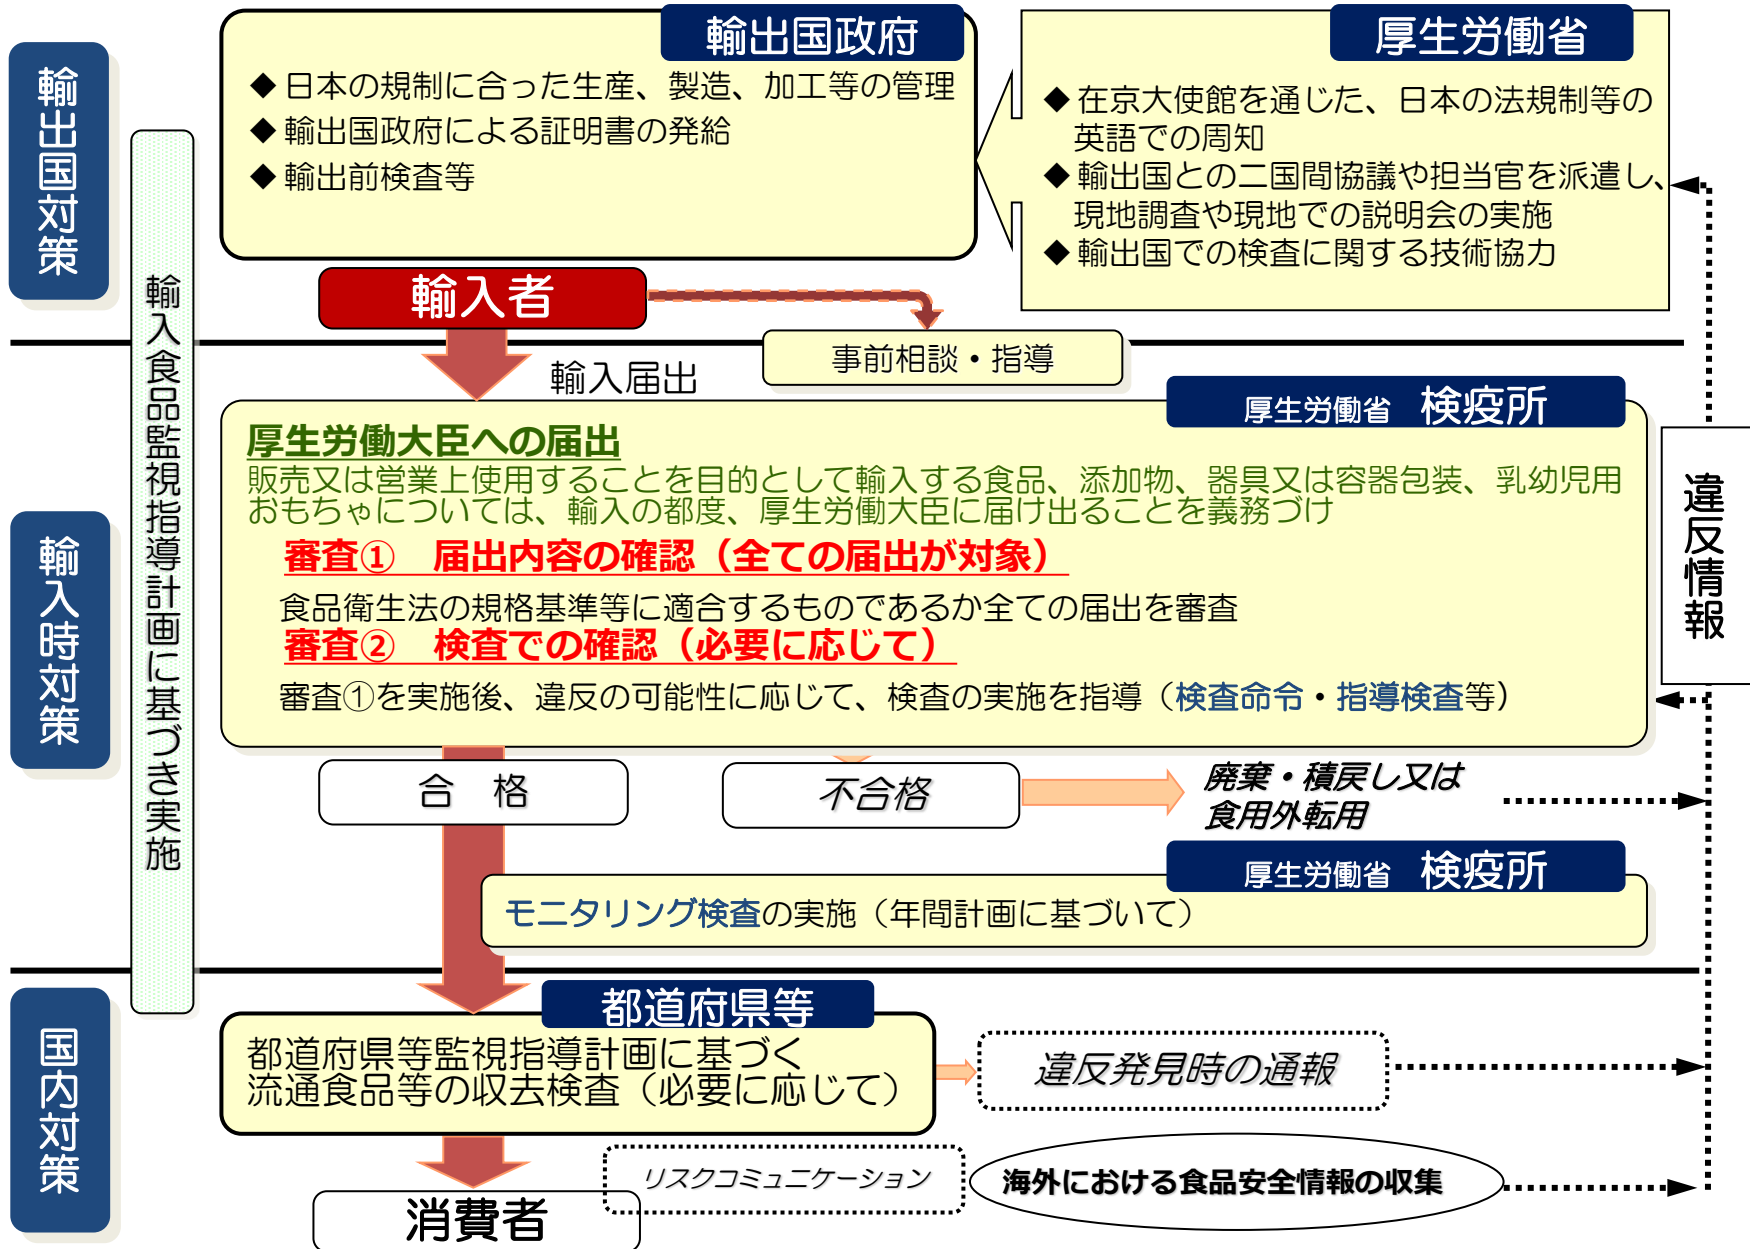 輸出国対策
輸出国政府
◆ 日本の規制に合った生産、製造、加工等の管理
◆ 輸出国政府による証明書の発給
◆ 輸出前検査等
厚生労働省
◆ 在京大使館を通じた、日本の法規制等の
英語での周知
◆ 輸出国との二国間協議や担当官を派遣し、
現地調査や現地での説明会の実施
◆ 輸出国での検査に関する技術協力
輸入食品監視指導計画に基づき実施
輸入者
事前相談・指導
輸入届出
輸入時対策
厚生労働省 検疫所
厚生労働大臣への届出
販売又は営業上使用することを目的として輸入する食品、添加物、器具又は容器包装、乳幼児用
おもちゃについては、輸入の都度、厚生労働大臣に届け出ることを義務づけ
審査① 届出内容の確認（全ての届出が対象）
食品衛生法の規格基準等に適合するものであるか全ての届出を審査
審査② 検査での確認（必要に応じて）
審査①を実施後、違反の可能性に応じて、検査の実施を指導（検査命令・指導検査等）
違反情報
合 格
不合格
廃棄・積戻し又は
食用外転用
厚生労働省 検疫所
モニタリング検査の実施（年間計画に基づいて）
国内対策
都道府県等
都道府県等監視指導計画に基づく
流通食品等の収去検査（必要に応じて）
違反発見時の通報
リスクコミュニケーション
海外における食品安全情報の収集
消費者